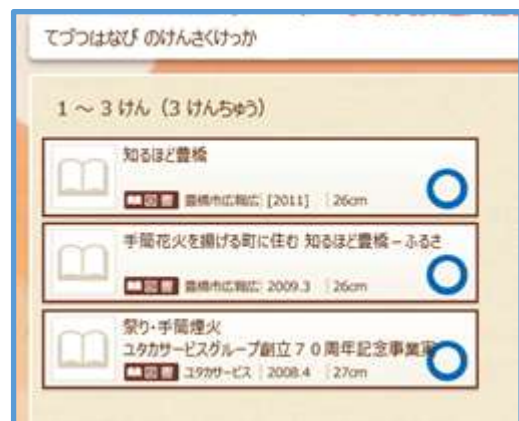 てづつはなび のけんさくけっか
1 ～ 3 けん（3 けんちゅう）
知るほど豊橋
図書 豊橋市広報広 [2011] 26cm
手筒花火を揚げる町に住む 知るほど豊橋－ふるさ
図書 豊橋市広報広 2009.3 26cm
祭り・手筒煙火
ユタカサービスグループ創立７０周年記念事業実
図書 ユタカサービス 2008.4 27cm